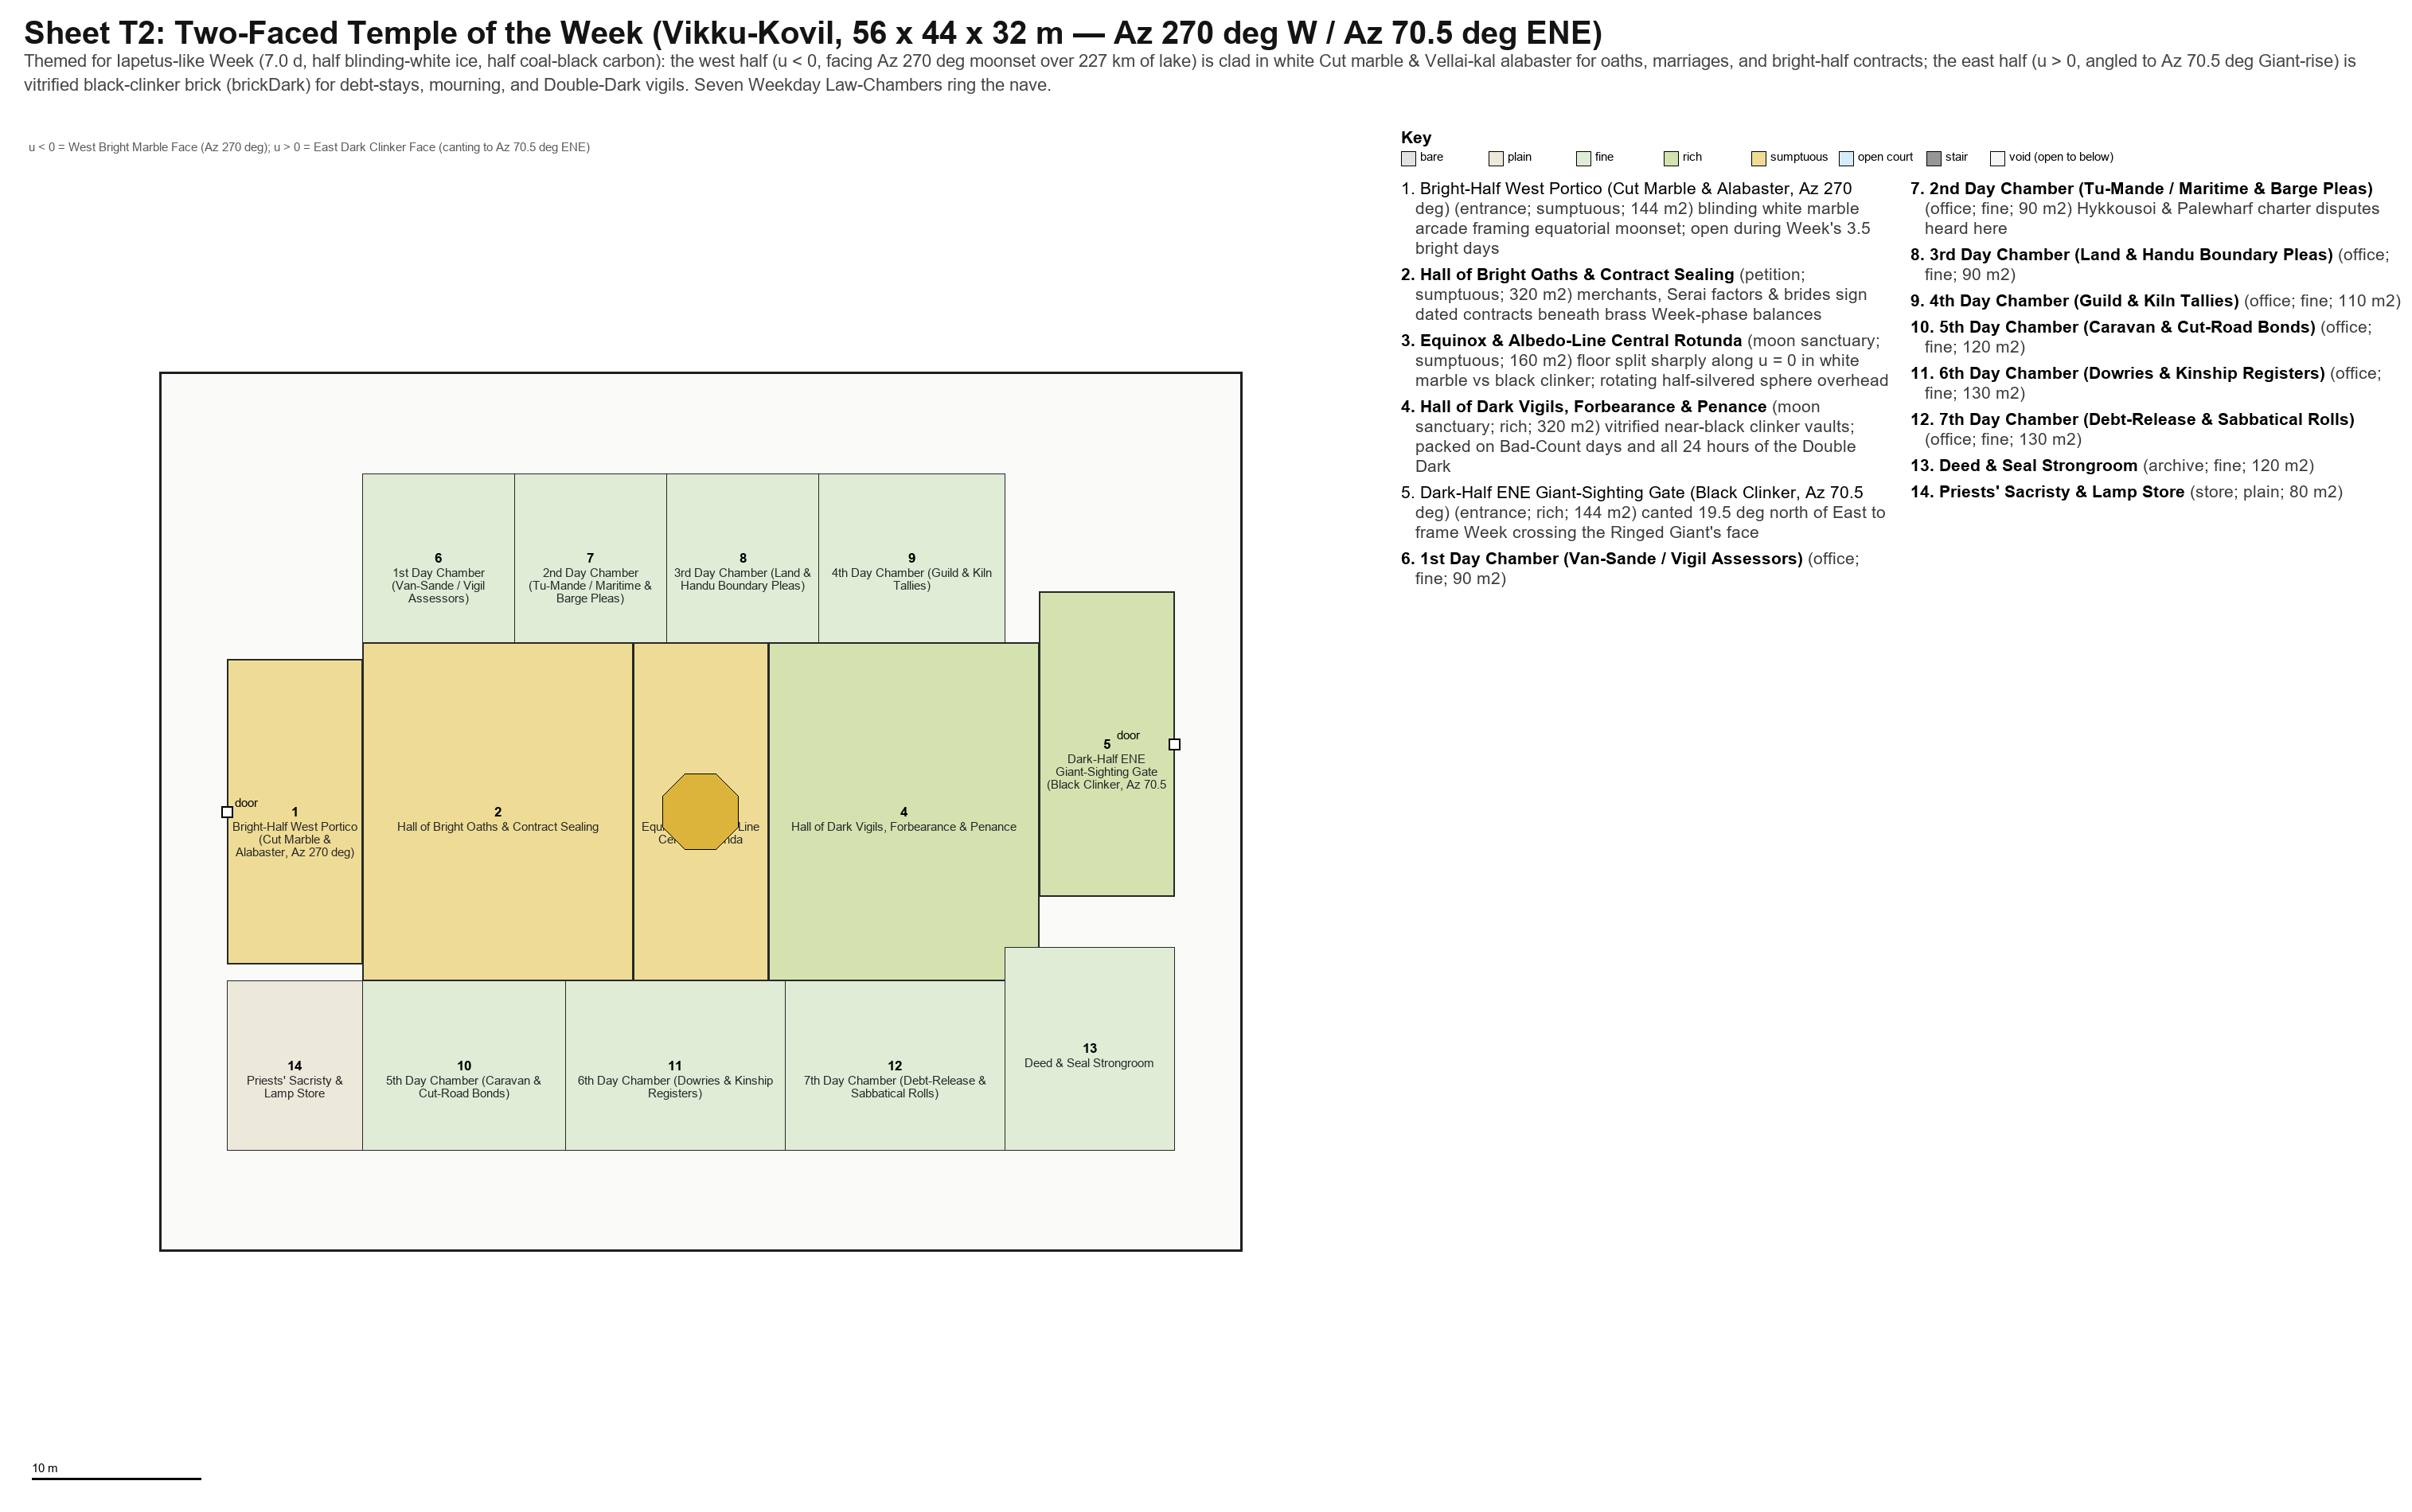 Sheet T2: Two-Faced Temple of the Week (Vikku-Kovil, 56 x 44 x 32 m — Az 270 deg W / Az 70.5 deg ENE)
Themed for Iapetus-like Week (7.0 d, half blinding-white ice, half coal-black carbon): the west half (u < 0, facing Az 270 deg moonset over 227 km of lake) is clad in white Cut marble & Vellai-kal alabaster for oaths, marriages, and bright-half contracts; the east half (u > 0, angled to Az 70.5 deg Giant-rise) is
vitrified black-clinker brick (brickDark) for debt-stays, mourning, and Double-Dark vigils. Seven Weekday Law-Chambers ring the nave.
u < 0 = West Bright Marble Face (Az 270 deg); u > 0 = East Dark Clinker Face (canting to Az 70.5 deg ENE)
6
1st Day Chamber
(Van-Sande / Vigil
Assessors)
7
2nd Day Chamber
(Tu-Mande / Maritime &
Barge Pleas)
8
3rd Day Chamber (Land &
Handu Boundary Pleas)
9
4th Day Chamber (Guild & Kiln
Tallies)
door
5
Dark-Half ENE
Giant-Sighting Gate
(Black Clinker, Az 70.5
door
1
Bright-Half West Portico
(Cut Marble &
Alabaster, Az 270 deg)
2
Hall of Bright Oaths & Contract Sealing
Line
4
Hall of Dark Vigils, Forbearance & Penance
14
Priests' Sacristy &
Lamp Store
10
5th Day Chamber (Caravan &
Cut-Road Bonds)
11
6th Day Chamber (Dowries & Kinship
Registers)
12
7th Day Chamber (Debt-Release &
Sabbatical Rolls)
13
Deed & Seal Strongroom
10 m
Key
bare plain fine rich sumptuous open court stair void (open to below)
1. Bright-Half West Portico (Cut Marble & Alabaster, Az 270
deg) (entrance; sumptuous; 144 m2) blinding white marble
arcade framing equatorial moonset; open during Week's 3.5
bright days
2. Hall of Bright Oaths & Contract Sealing (petition;
sumptuous; 320 m2) merchants, Serai factors & brides sign
dated contracts beneath brass Week-phase balances
3. Equinox & Albedo-Line Central Rotunda (moon sanctuary;
sumptuous; 160 m2) floor split sharply along u = 0 in white
marble vs black clinker; rotating half-silvered sphere overhead
4. Hall of Dark Vigils, Forbearance & Penance (moon
sanctuary; rich; 320 m2) vitrified near-black clinker vaults;
packed on Bad-Count days and all 24 hours of the Double
Dark
5. Dark-Half ENE Giant-Sighting Gate (Black Clinker, Az 70.5
deg) (entrance; rich; 144 m2) canted 19.5 deg north of East to
frame Week crossing the Ringed Giant's face
6. 1st Day Chamber (Van-Sande / Vigil Assessors) (office;
fine; 90 m2)
7. 2nd Day Chamber (Tu-Mande / Maritime & Barge Pleas)
(office; fine; 90 m2) Hykkousoi & Palewharf charter disputes
heard here
8. 3rd Day Chamber (Land & Handu Boundary Pleas) (office;
fine; 90 m2)
9. 4th Day Chamber (Guild & Kiln Tallies) (office; fine; 110 m2)
10. 5th Day Chamber (Caravan & Cut-Road Bonds) (office;
fine; 120 m2)
11. 6th Day Chamber (Dowries & Kinship Registers) (office;
fine; 130 m2)
12. 7th Day Chamber (Debt-Release & Sabbatical Rolls)
(office; fine; 130 m2)
13. Deed & Seal Strongroom (archive; fine; 120 m2)
14. Priests' Sacristy & Lamp Store (store; plain; 80 m2)